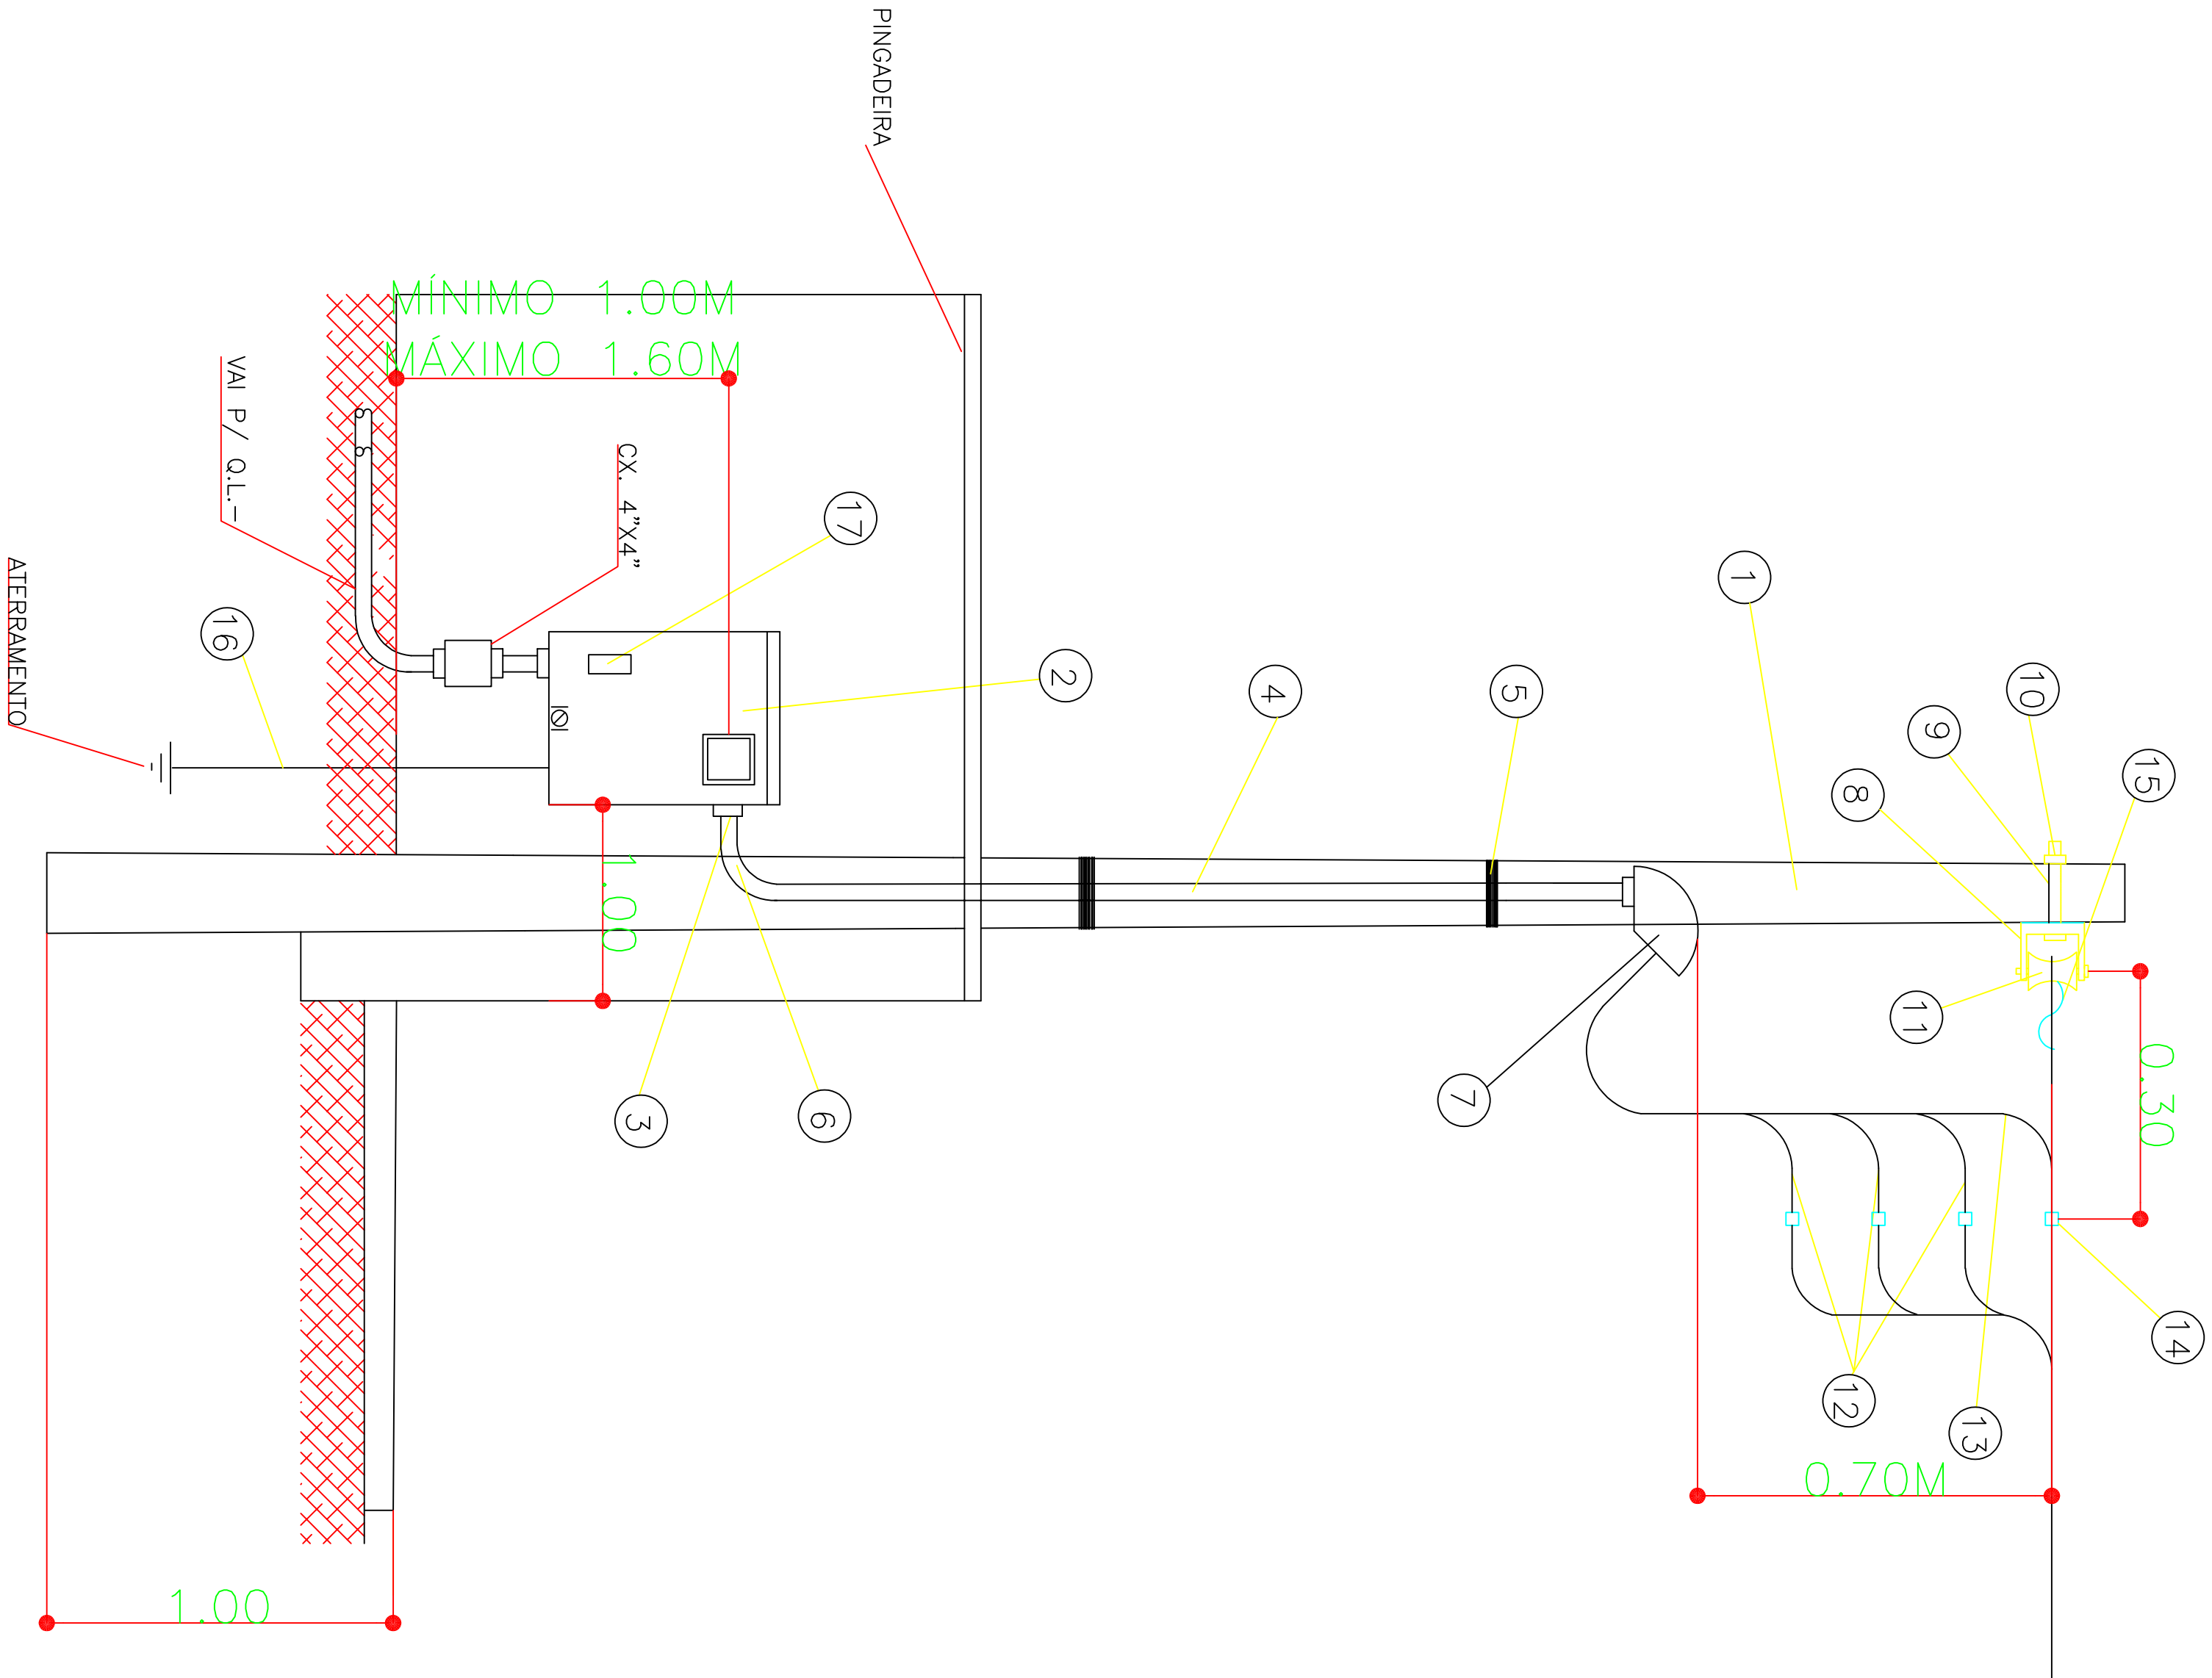 PINGADEIRA
MÍNIMO 1.00M
MÁXIMO 1.60M
VAI P/ Q.L.-
CX. 4"X4"
ATERRAMENTO
17
16
2
4
5
1
10
9
15
8
11
1.00
0.30
3
6
7
14
12
13
0.70M
1.00